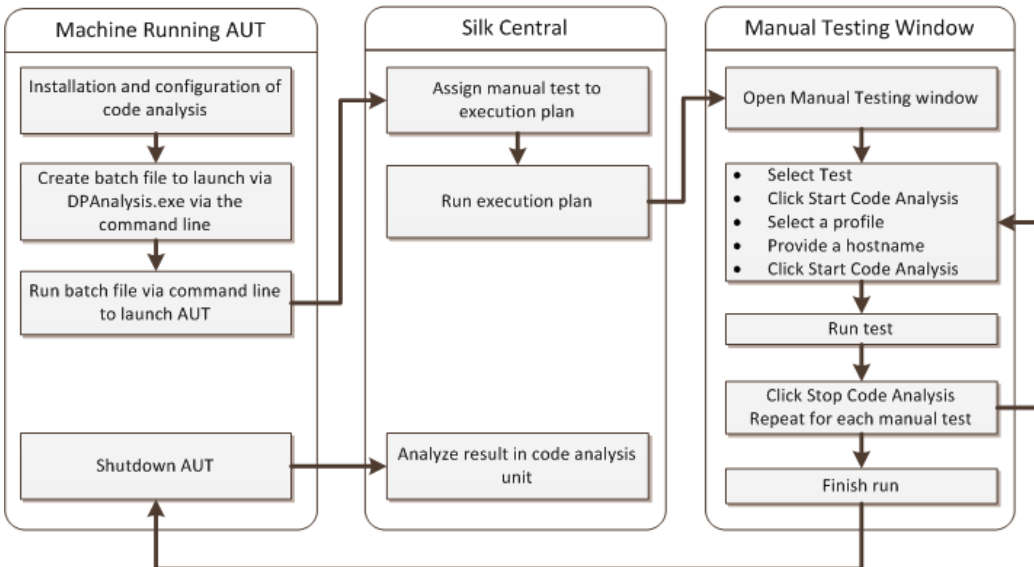 Machine Running AUT
Installation and configuration of
code analysis
Create batch file to launch via
DPAnalysis.exe via the
command line
Run batch file via command line
to launch AUT
Shutdown AUT
Silk Central
Assign manual test to
execution plan
Run execution plan
Analyze result in code analysis
unit
Manual Testing Window
Open Manual Testing window
• Select Test
• Click Start Code Analysis
• Select a profile
• Provide a hostname
• Click Start Code Analysis
Run test
Click Stop Code Analysis
Repeat for each manual test
Finish run